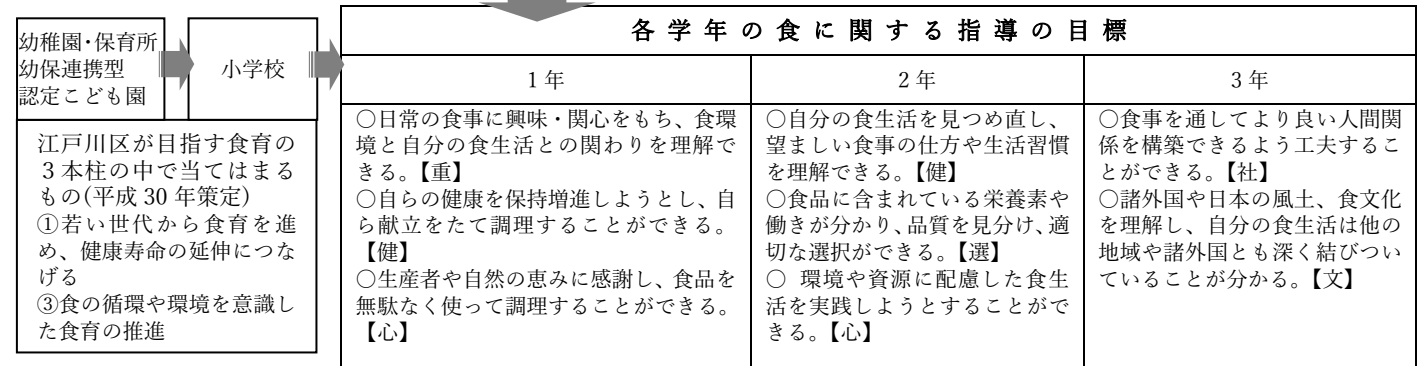 幼稚園・保育所
幼保連携型
認定こども園
小学校
江戸川区が目指す食育の
3本柱の中で当てはまる
もの(平成 30 年策定)
①若い世代から食育を進
め、健康寿命の延伸につな
げる
③食の循環や環境を意識し
た食育の推進
各学年の食に関する指導の目標
1年
2年
3年
○日常の食事に興味・関心をもち、食環
境と自分の食生活との関わりを理解で
きる。【重】
○自らの健康を保持増進しようとし、自
ら献立をたて調理することができる。
【健】
○生産者や自然の恵みに感謝し、食品を
無駄なく使って調理することができる。
【心】
○自分の食生活を見つめ直し、
望ましい食事の仕方や生活習慣
を理解できる。【健】
○食品に含まれている栄養素や
働きが分かり、品質を見分け、適
切な選択ができる。【選】
○ 環境や資源に配慮した食生
活を実践しようとすることがで
きる。【心】
○食事を通してより良い人間関
係を構築できるよう工夫するこ
とができる。【社】
○諸外国や日本の風土、食文化
を理解し、自分の食生活は他の
地域や諸外国とも深く結びつい
ていることが分かる。【文】